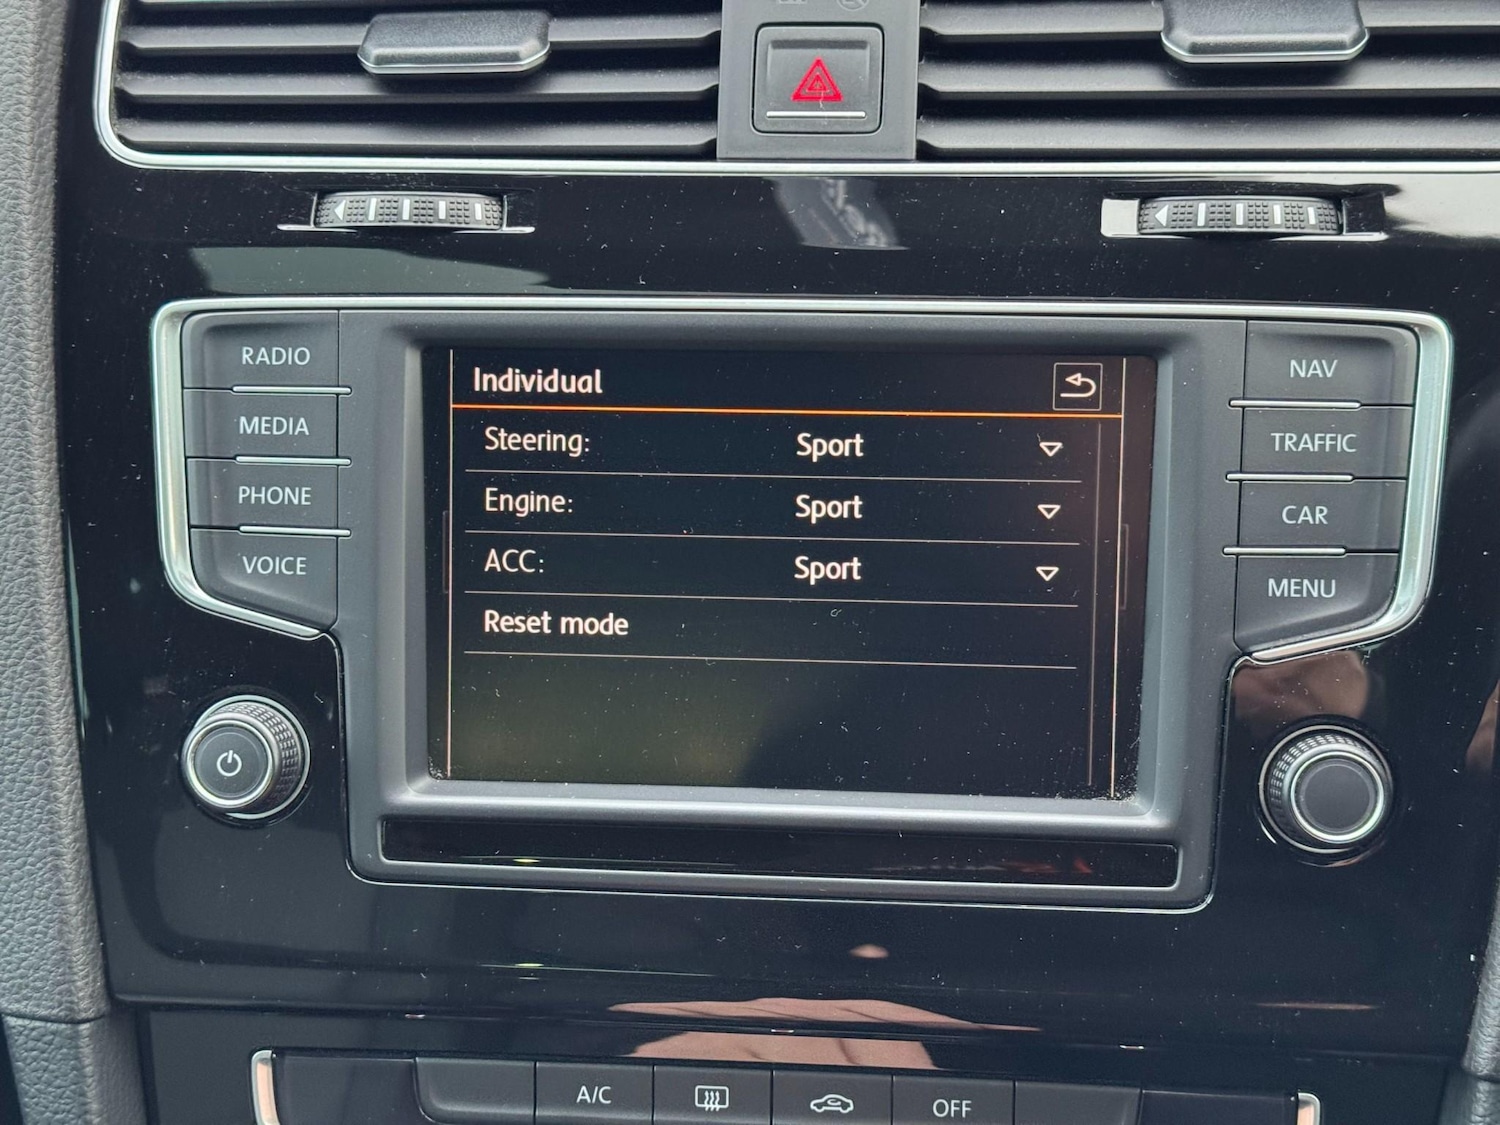 RADIO
MEDIA
PHONE
VOICE
Individual
Steering: Sport
Engine: Sport
ACC: Sport
Reset mode
NAV
TRAFFIC
CAR
MENU
A/C
OFF